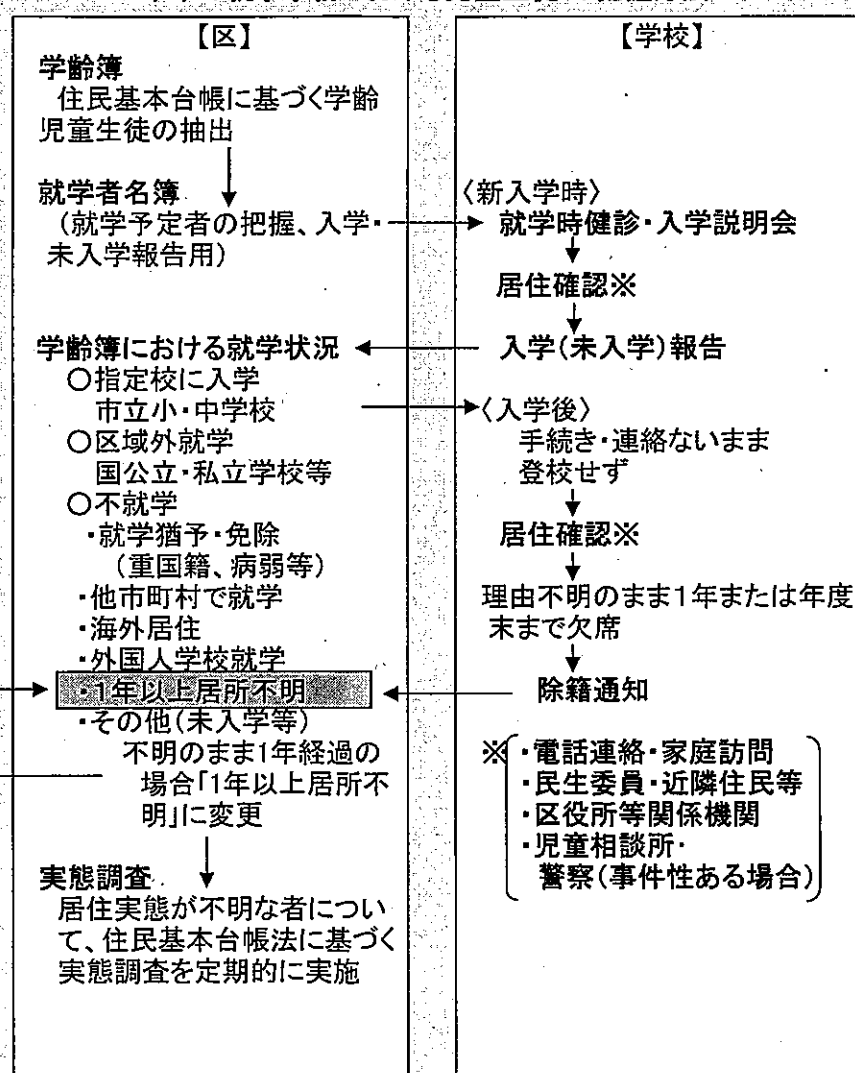 【区】
学齢簿
住民基本台帳に基づく学齢
児童生徒の抽出
就学者名簿
(就学予定者の把握、入学・
未入学報告用)
学齢簿における就学状況
○指定校に入学
市立小・中学校
○区域外就学
国公立・私立学校等
○不就学
・就学猶予・免除
(重国籍、病弱等)
・他市町村で就学
・海外居住
・外国人学校就学
・1年以上居所不明
・その他(未入学等)
不明のまま1年経過の
場合「1年以上居所不
明」に変更
実態調査
居住実態が不明な者につい
て、住民基本台帳法に基づく
実態調査を定期的に実施
【学校】
〈新入学時〉
就学時健診・入学説明会
居住確認※
入学(未入学)報告
〈入学後〉
手続き・連絡ないまま
登校せず
居住確認※
理由不明のまま1年または年度
末まで欠席
除籍通知
※・電話連絡・家庭訪問
・民生委員・近隣住民等
・区役所等関係機関
・児童相談所・
警察(事件性ある場合)